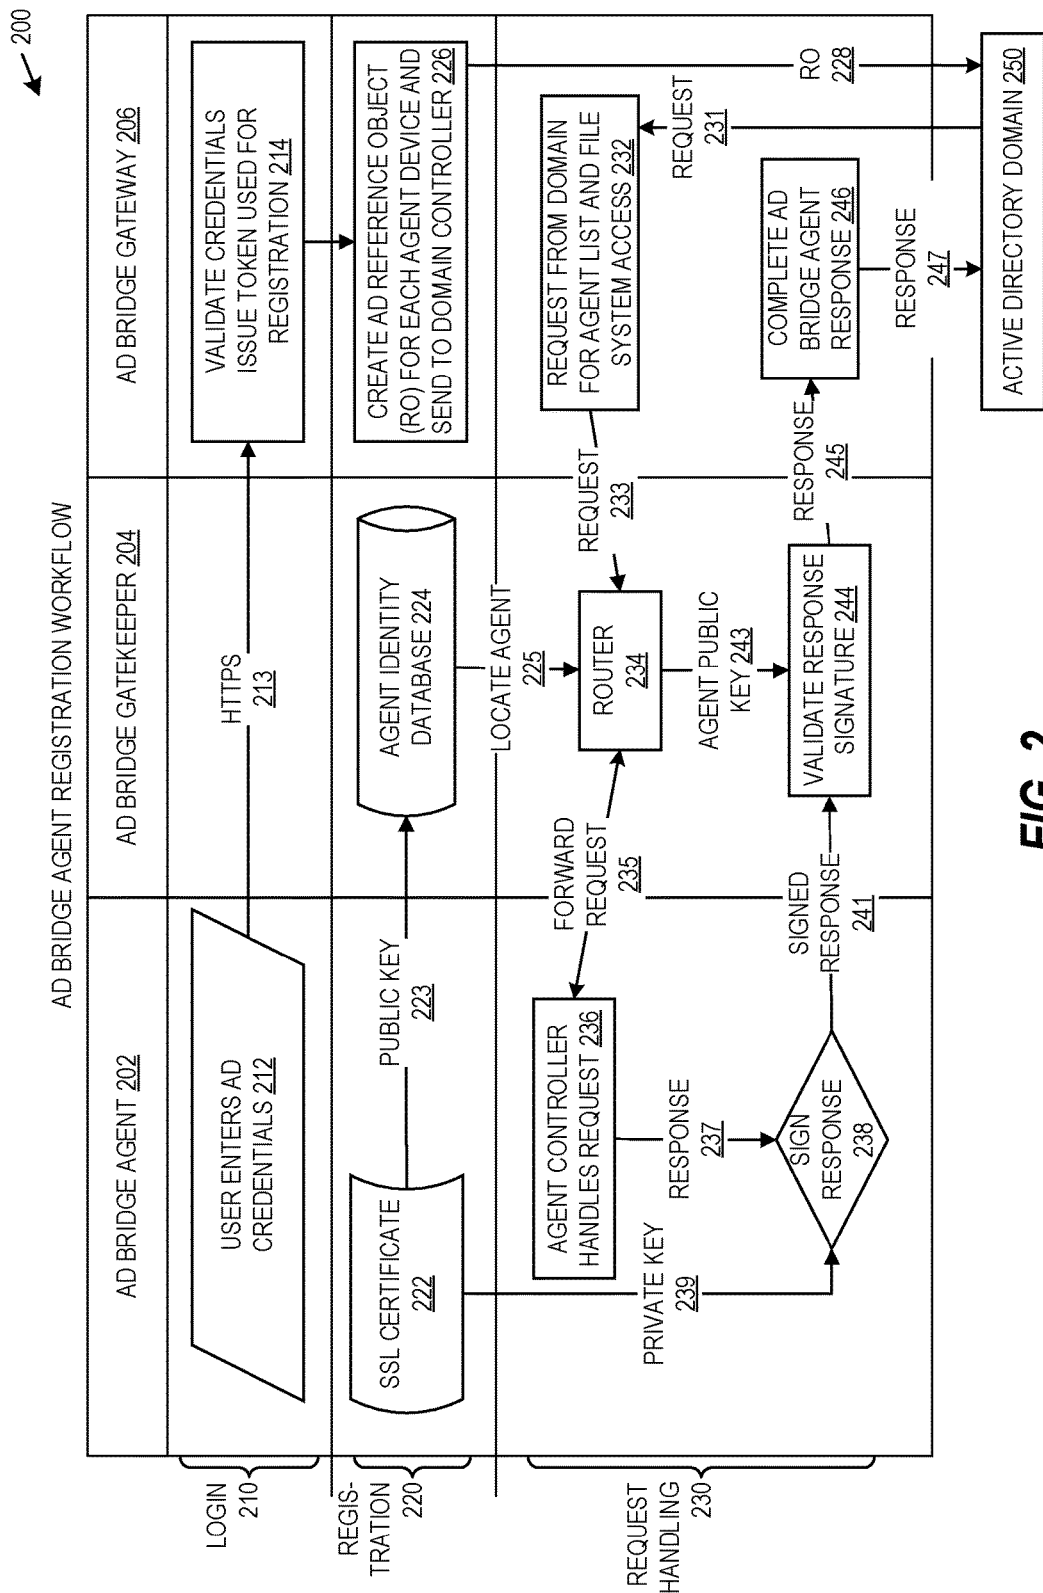 200
AD BRIDGE AGENT REGISTRATION WORKFLOW
AD BRIDGE AGENT 202
AD BRIDGE GATEKEEPER 204
AD BRIDGE GATEWAY 206
LOGIN
210
USER ENTERS AD
CREDENTIALS 212
HTTPS
213
VALIDATE CREDENTIALS
ISSUE TOKEN USED FOR
REGISTRATION 214
REGIS-
TRATION
220
SSL CERTIFICATE
222
PUBLIC KEY
223
AGENT IDENTITY
DATABASE 224
CREATE AD REFERENCE OBJECT
(RO) FOR EACH AGENT DEVICE AND
SEND TO DOMAIN CONTROLLER 226
LOCATE AGENT
225
REQUEST
HANDLING
230
AGENT CONTROLLER
HANDLES REQUEST 236
FORWARD
REQUEST
235
ROUTER
234
REQUEST
233
REQUEST FROM DOMAIN
FOR AGENT LIST AND FILE
SYSTEM ACCESS 232
REQUEST
231
RO
228
PRIVATE KEY
239
RESPONSE
237
AGENT PUBLIC
KEY 243
SIGN
RESPONSE
238
SIGNED
RESPONSE
241
VALIDATE RESPONSE
SIGNATURE 244
RESPONSE
245
COMPLETE AD
BRIDGE AGENT
RESPONSE 246
RESPONSE
247
ACTIVE DIRECTORY DOMAIN 250